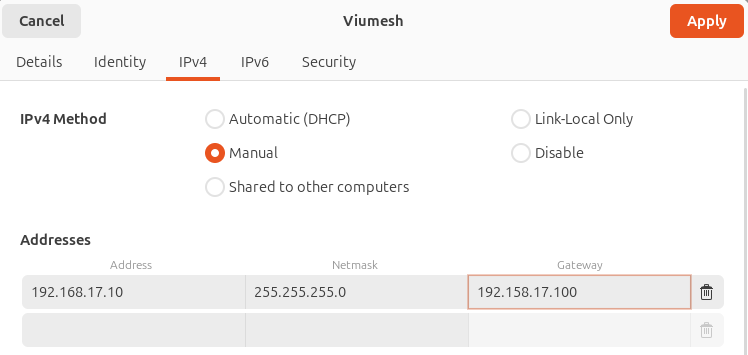 Cancel Viumesh Apply
Details Identity IPv4 IPv6 Security
IPv4 Method Automatic (DHCP) Link-Local Only
Manual Disable
Shared to other computers
Addresses
Address Netmask Gateway
192.168.17.10 255.255.255.0 192.158.17.100